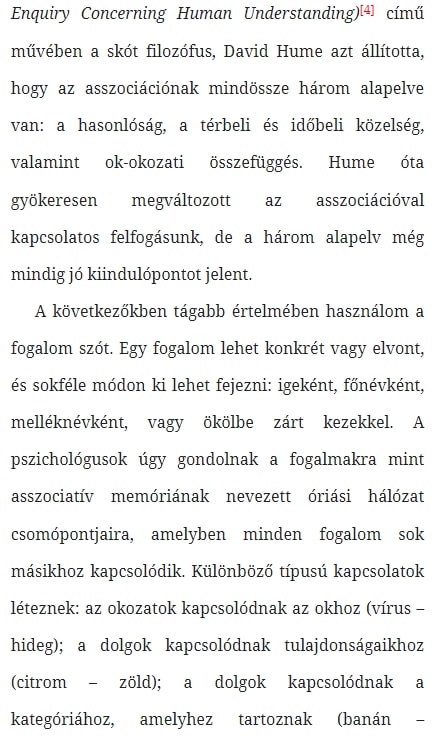 Enquiry Concerning Human Understanding)[4] című
művében a skót filozófus, David Hume azt állította,
hogy az asszociációnak mindössze három alapelve
van: a hasonlóság, a térbeli és időbeli közelség,
valamint ok-okozati összefüggés. Hume óta
gyökeresen megváltozott az asszociációval
kapcsolatos felfogásunk, de a három alapelv még
mindig jó kiindulópontot jelent.
A következőkben tágabb értelmében használom a
fogalom szót. Egy fogalom lehet konkrét vagy elvont,
és sokféle módon ki lehet fejezni: igeként, főnévként,
melléknévként, vagy ökölbe zárt kezekkel. A
pszichológusok úgy gondolnak a fogalmakra mint
asszociatív memóriának nevezett óriási hálózat
csomópontjaira, amelyben minden fogalom sok
másikhoz kapcsolódik. Különböző típusú kapcsolatok
léteznek: az okozatok kapcsolódnak az okhoz (vírus –
hideg); a dolgok kapcsolódnak tulajdonságaikhoz
(citrom – zöld); a dolgok kapcsolódnak a
kategóriához, amelyhez tartoznak (banán –